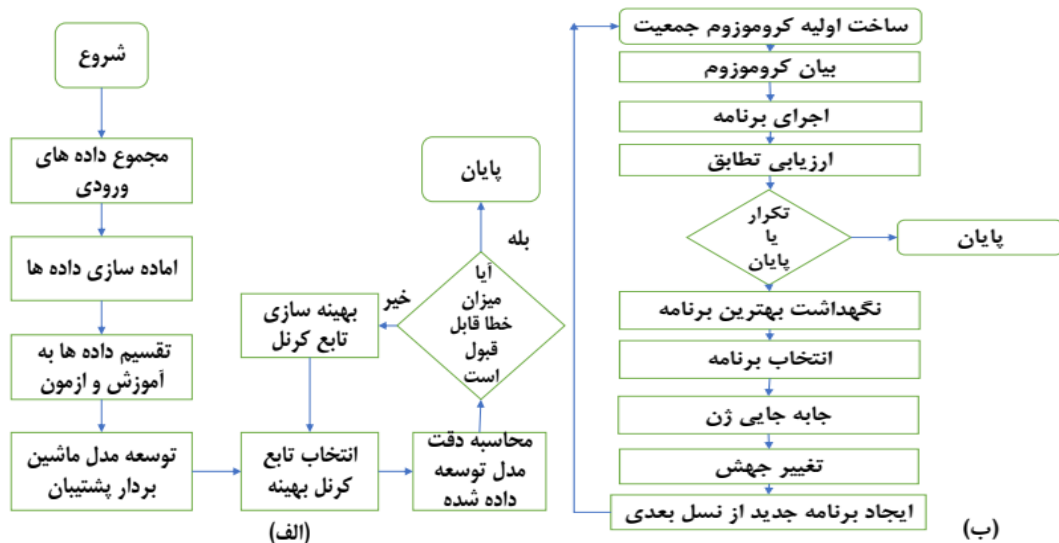 شروع
مجموع داده های
ورودی
اماده سازی داده ها
تقسیم داده ها به
آموزش و ازمون
توسعه مدل ماشین
بردار پشتیبان
انتخاب تابع
کرنل بهینه
محاسبه دقت
مدل توسعه
داده شده
آیا
میزان
خطا قابل
قبول
است
خیر
بهینه سازی
تابع کرنل
بله
پایان
(الف)
ساخت اولیه کروموزوم جمعیت
بیان کروموزوم
اجرای برنامه
ارزیابی تطابق
تکرار
یا
پایان
پایان
نگهداشت بهترین برنامه
انتخاب برنامه
جابه جایی ژن
تغییر جهش
ایجاد برنامه جدید از نسل بعدی
(ب)